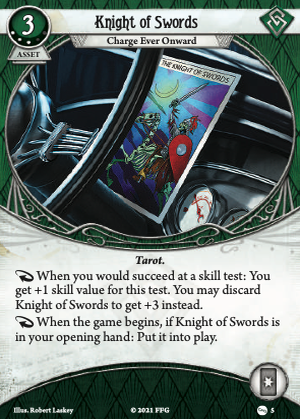 Knight of Swords
3
Charge Ever Onward
ASSET
THE KNIGHT OF SWORDS
Tarot.
When you would succeed at a skill test: You
get +1 skill value for this test. You may discard
Knight of Swords to get +3 instead.
When the game begins, if Knight of Swords is
in your opening hand: Put it into play.
Illus. Robert Laskey
© 2021 FFG
5